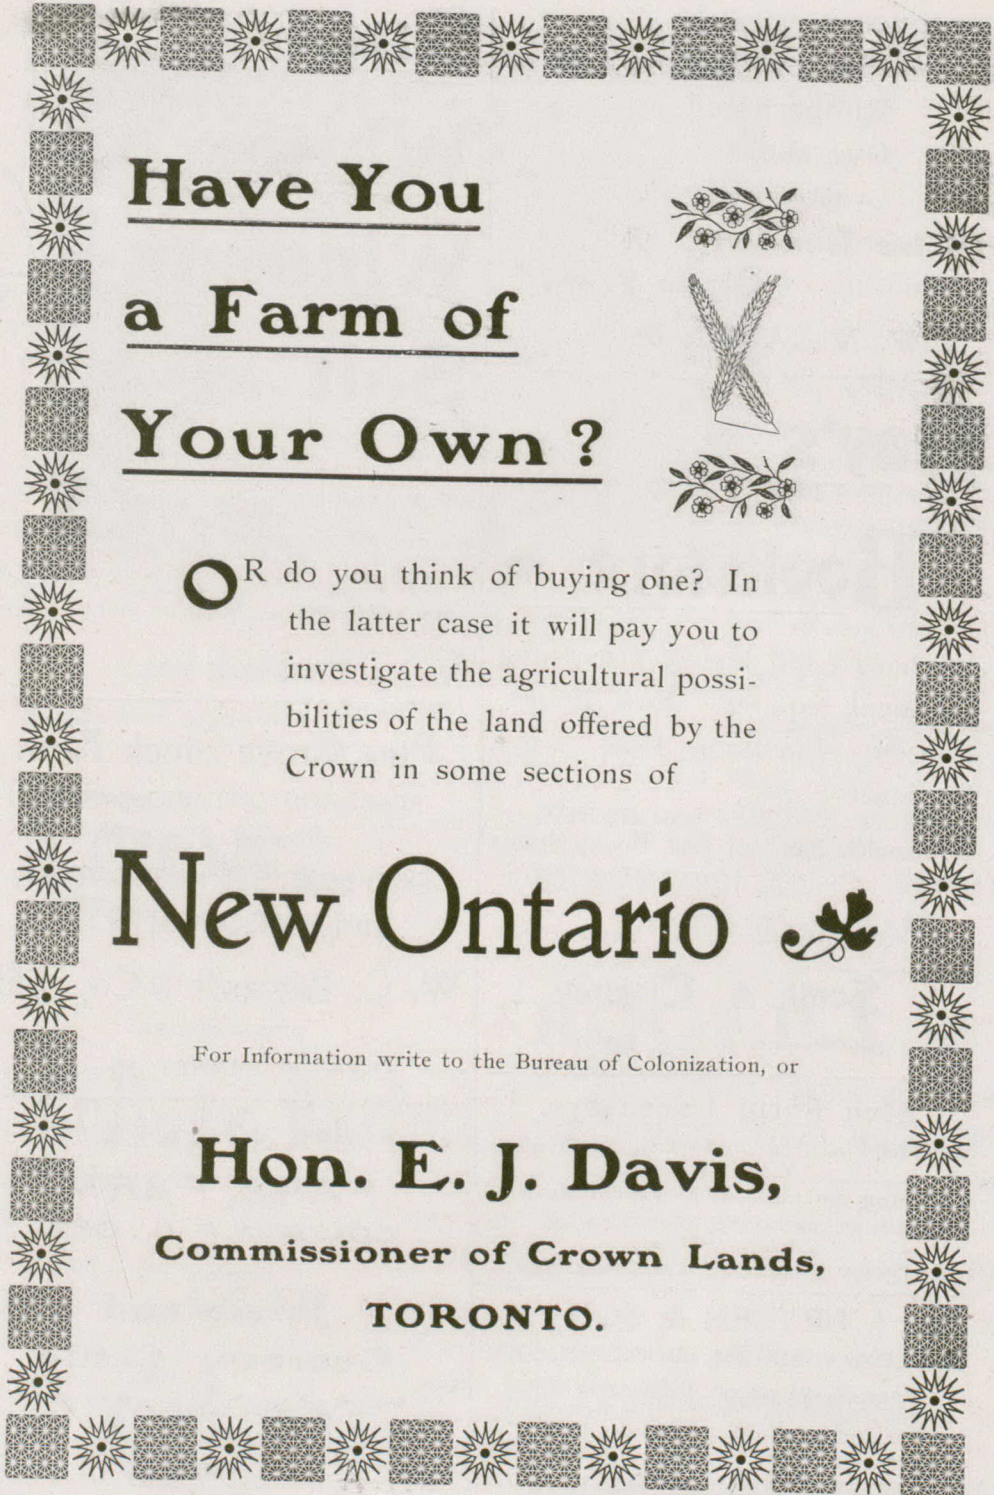 Have You
a Farm of
Your Own?
OR do you think of buying one? In
the latter case it will pay you to
investigate the agricultural possi-
bilities of the land offered by the
Crown in some sections of
New Ontario
For Information write to the Bureau of Colonization, or
Hon. E. J. Davis,
Commissioner of Crown Lands,
TORONTO.